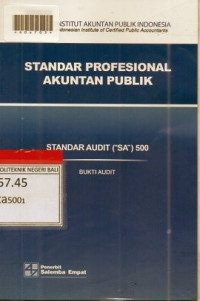 INSTITUT AKUNTAN PUBLIK INDONESIA
Indonesian Institute of Certified Public Accountants
STANDAR PROFESIONAL
AKUNTAN PUBLIK
STANDAR AUDIT ("SA") 500
BUKTI AUDIT
POLITEKNIK NEGERI BALI
57.45
a5001
Penerbit
Salemba Empat